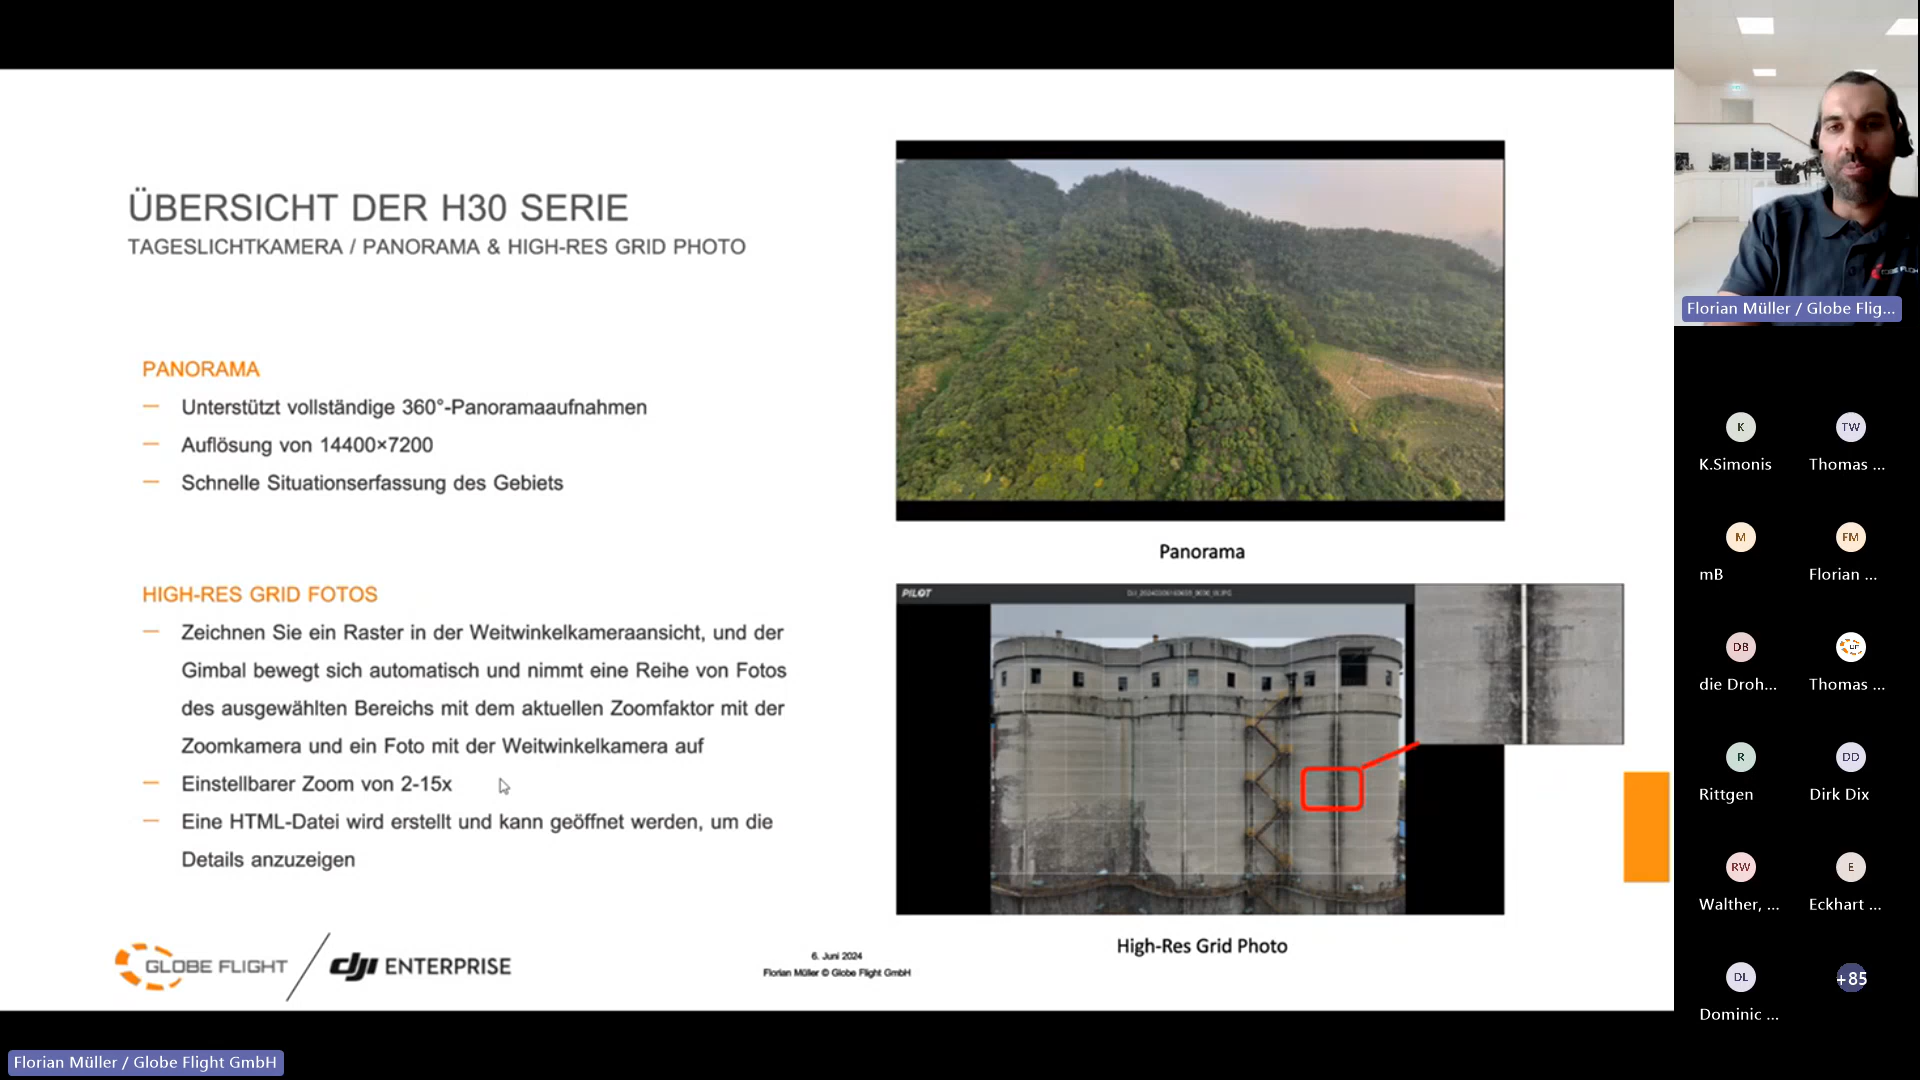 ÜBERSICHT DER H30 SERIE
TAGESLICHTKAMERA / PANORAMA & HIGH-RES GRID PHOTO
PANORAMA
— Unterstützt vollständige 360°-Panoramaaufnahmen
— Auflösung von 14400×7200
— Schnelle Situationserfassung des Gebiets
HIGH-RES GRID FOTOS
— Zeichnen Sie ein Raster in der Weitwinkelkameraansicht, und der
Gimbal bewegt sich automatisch und nimmt eine Reihe von Fotos
des ausgewählten Bereichs mit dem aktuellen Zoomfaktor mit der
Zoomkamera und ein Foto mit der Weitwinkelkamera auf
— Einstellbarer Zoom von 2-15x
— Eine HTML-Datei wird erstellt und kann geöffnet werden, um die
Details anzuzeigen
Panorama
PILOT
High-Res Grid Photo
GLOBE FLIGHT
dji ENTERPRISE
6. Juni 2024
Florian Müller © Globe Flight GmbH
Florian Müller / Globe Flight GmbH
Florian Müller / Globe Flig...
K
K.Simonis
TW
Thomas ...
M
mB
FM
Florian ...
DB
die Droh...
Thomas ...
R
Rittgen
DD
Dirk Dix
RW
Walther, ...
E
Eckhart ...
DL
Dominic ...
+85